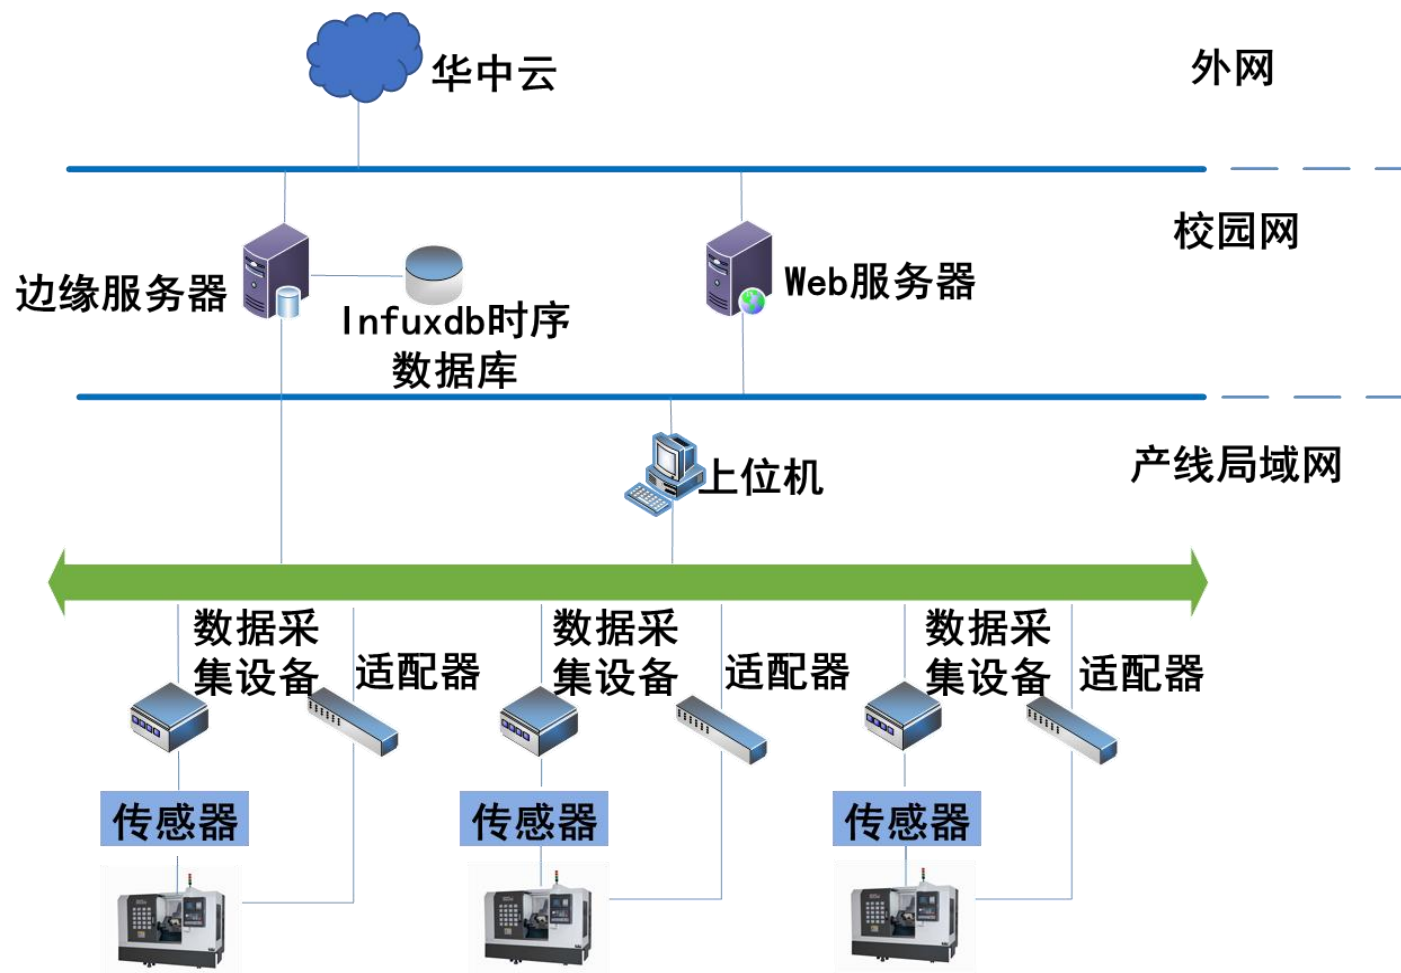 华中云
外网
校园网
边缘服务器
Infuxdb时序
数据库
Web服务器
上位机
产线局域网
数据采
集设备
适配器
数据采
集设备
适配器
数据采
集设备
适配器
传感器
传感器
传感器